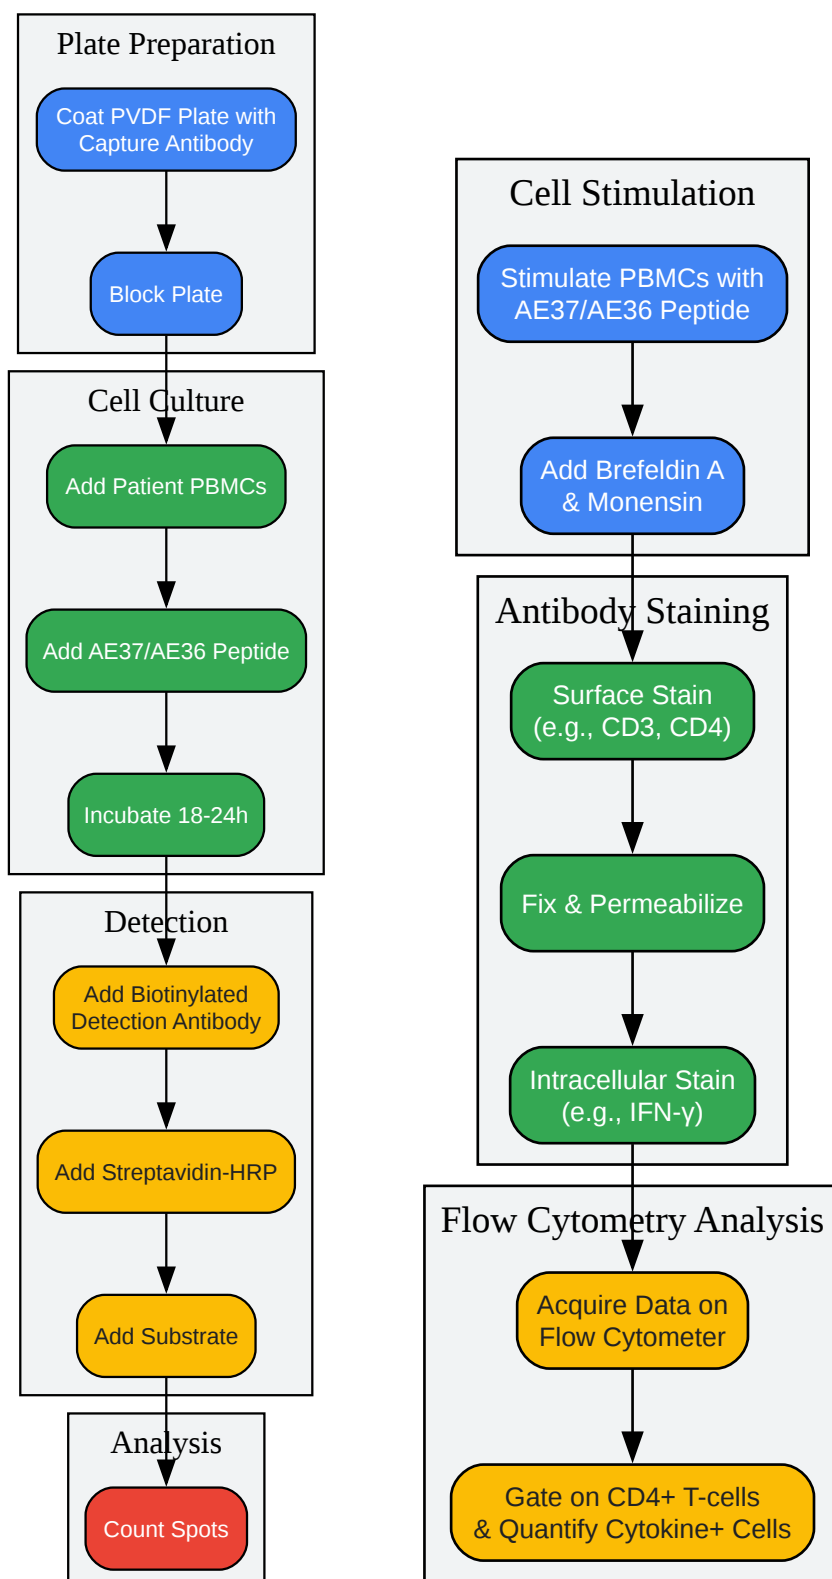 Plate Preparation
Coat PVDF Plate with
Capture Antibody
Block Plate
Cell Culture
Add Patient PBMCs
Add AE37/AE36 Peptide
Incubate 18-24h
Detection
Add Biotinylated
Detection Antibody
Add Streptavidin-HRP
Add Substrate
Analysis
Count Spots
Cell Stimulation
Stimulate PBMCs with
AE37/AE36 Peptide
Add Brefeldin A
& Monensin
Antibody Staining
Surface Stain
(e.g., CD3, CD4)
Fix & Permeabilize
Intracellular Stain
(e.g., IFN-γ)
Flow Cytometry Analysis
Acquire Data on
Flow Cytometer
Gate on CD4+ T-cells
& Quantify Cytokine+ Cells